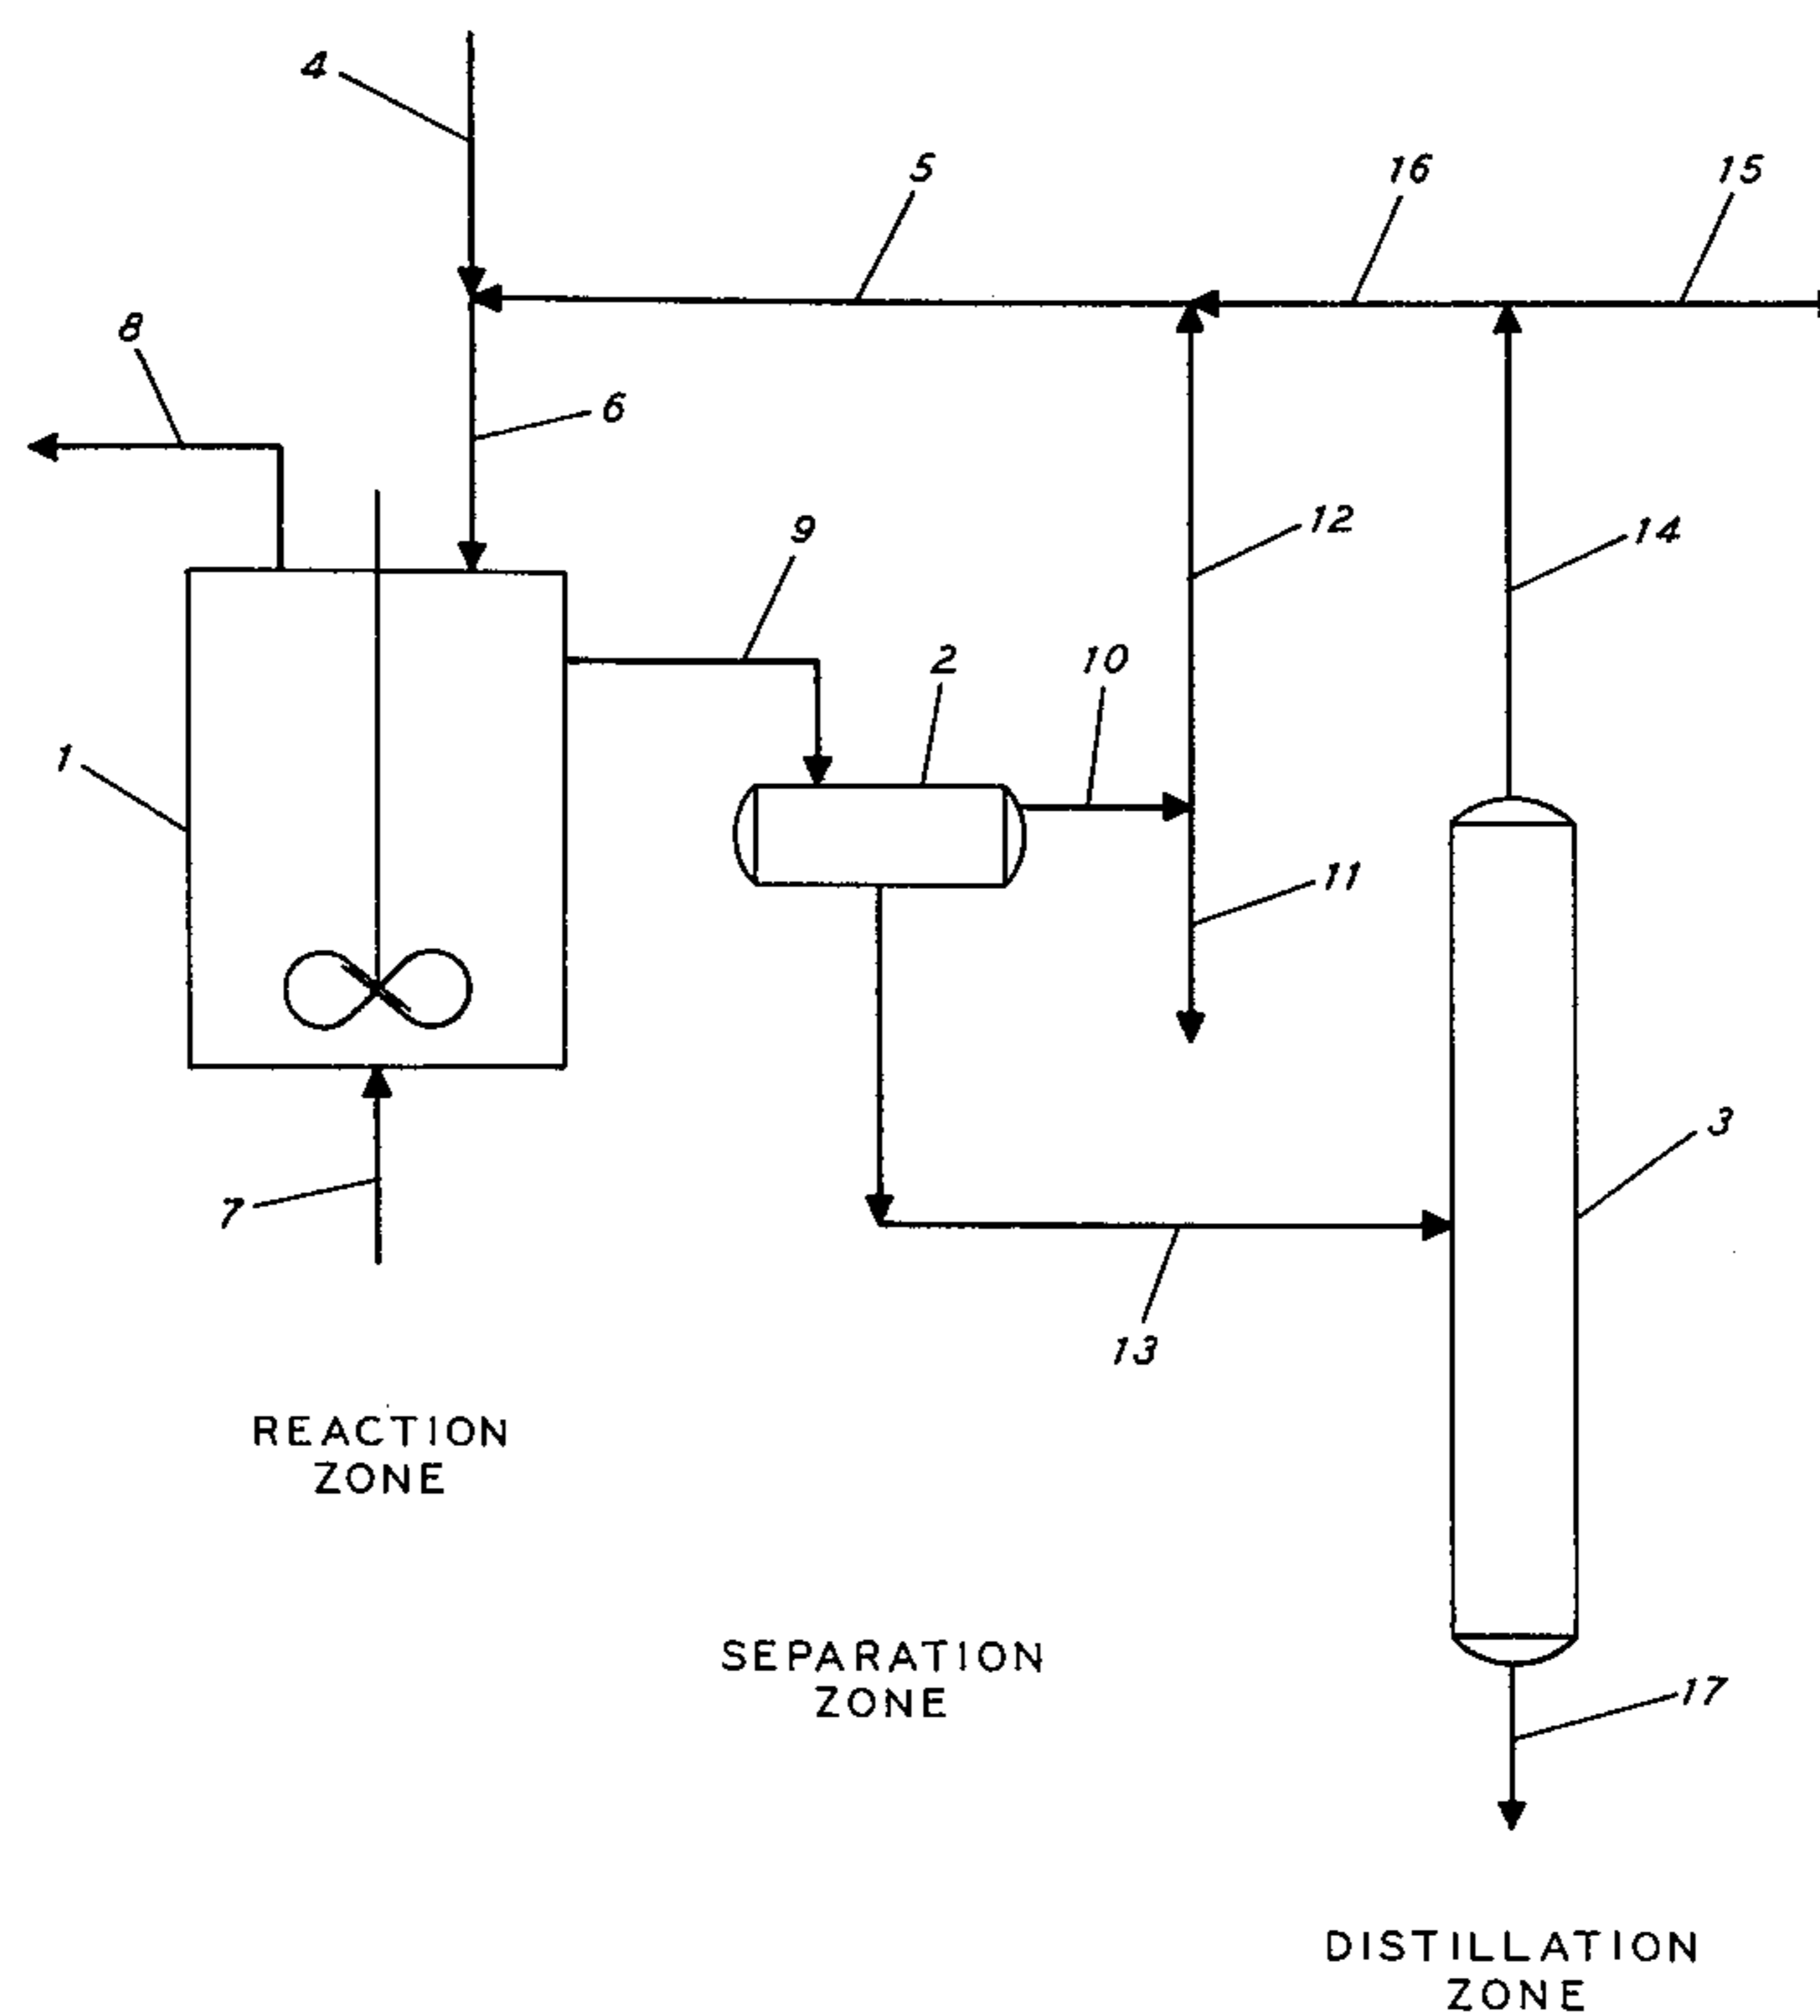 4
5
16
15
8
6
9
12
14
2
10
1
11
3
7
13
REACTION
ZONE
SEPARATION
ZONE
17
DISTILLATION
ZONE